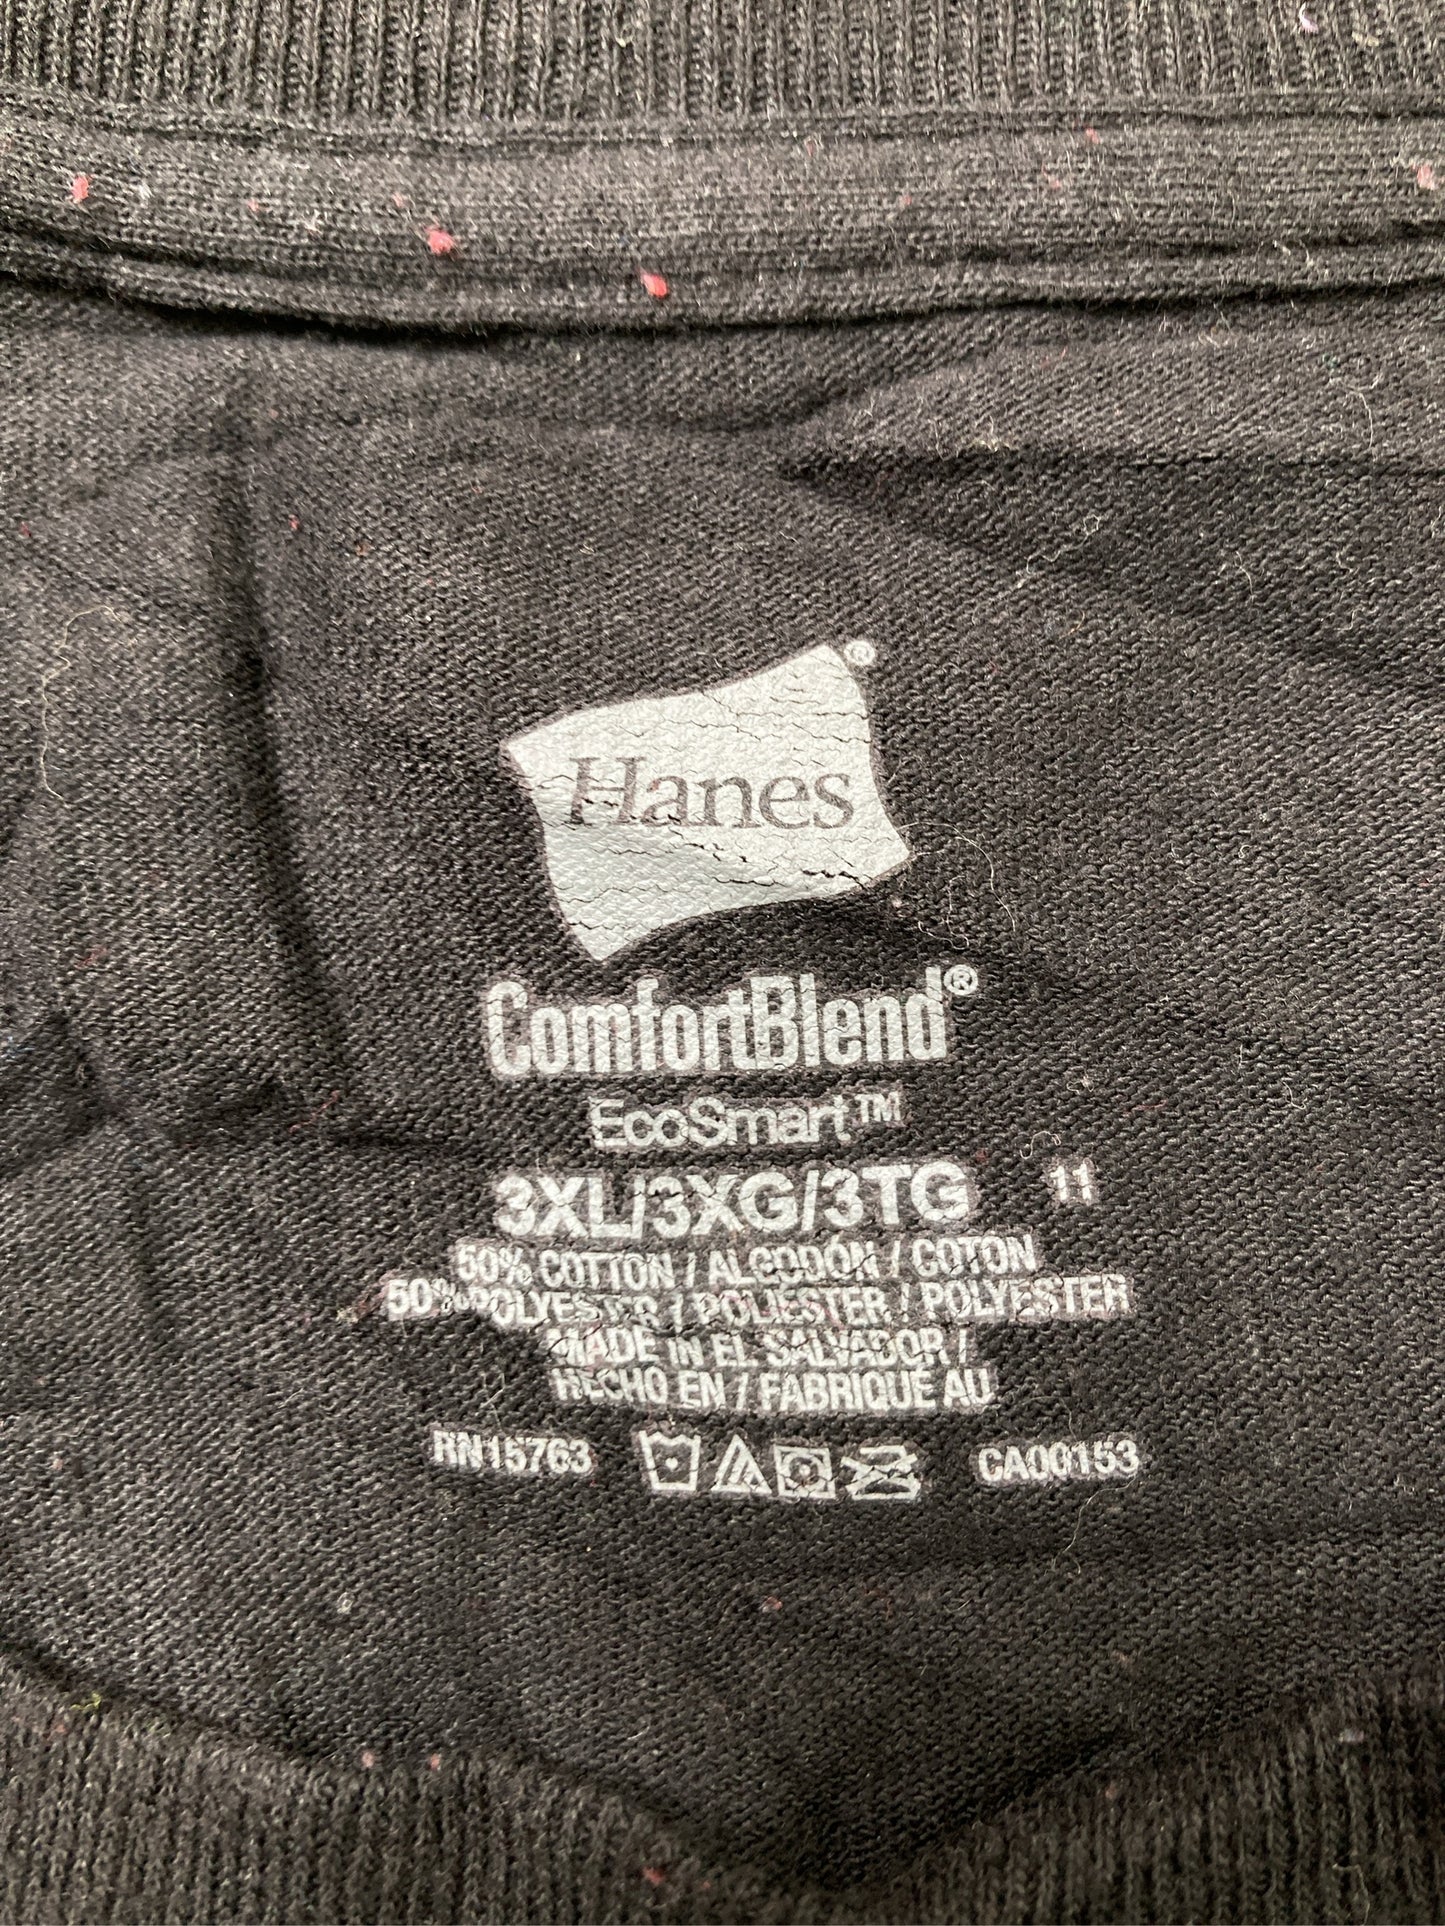 Hanes®
ComfortBlend®
EcoSmart™
3XL/3XG/3TG 11
50% COTTON / ALGODÓN / COTON
50% POLYESTER / POLIESTER / POLYESTER
MADE IN EL SALVADOR /
HECHO EN / FABRIQUE AU
RN15763 CA00153